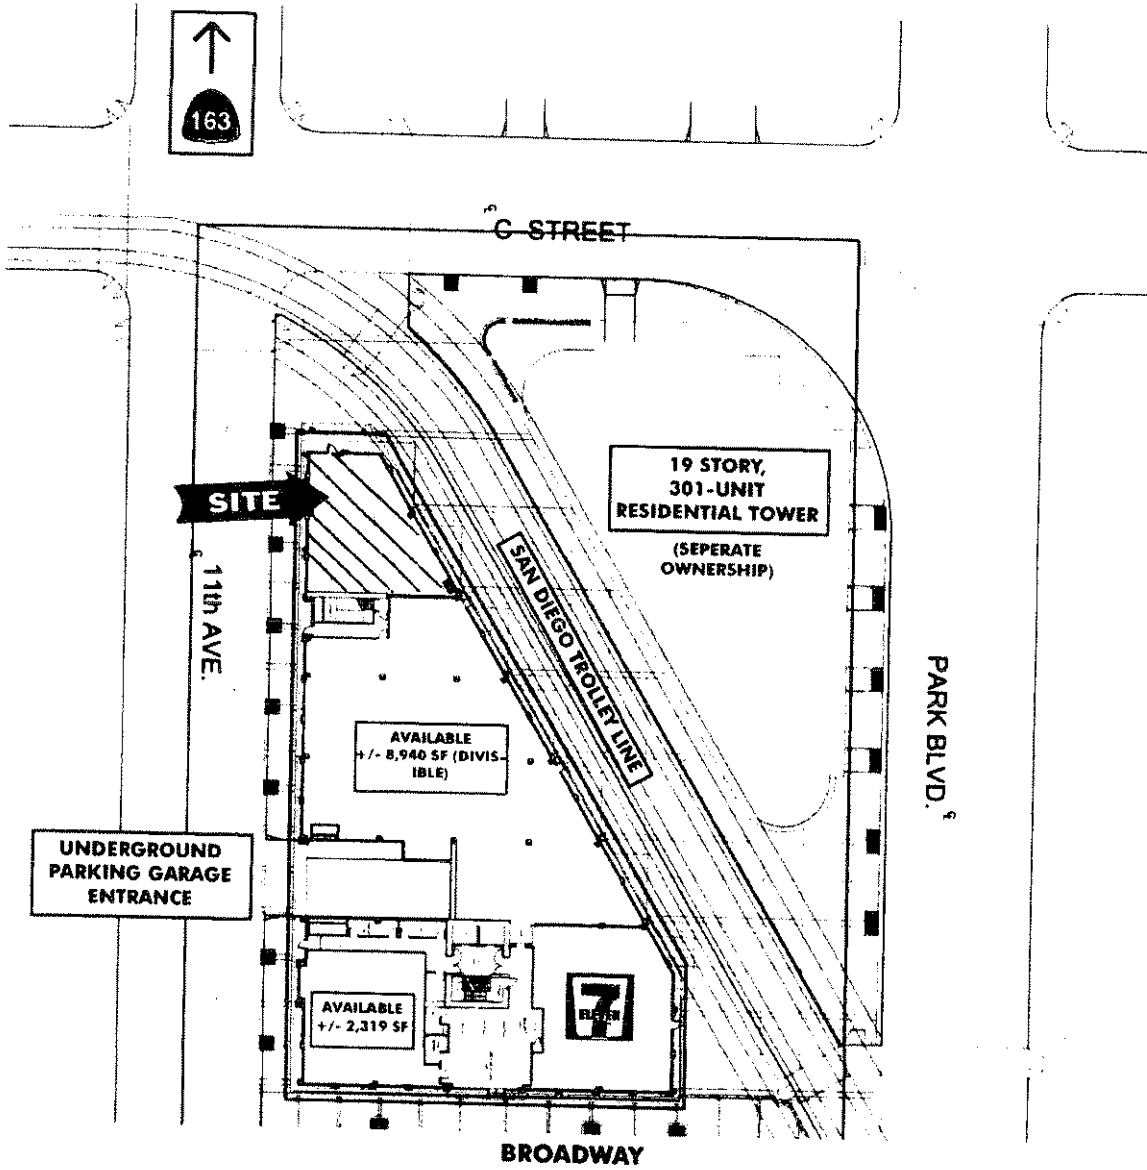 163
C STREET
19 STORY,
301-UNIT
RESIDENTIAL TOWER
(SEPERATE
OWNERSHIP)
SITE
11th AVE.
SAN DIEGO TROLLEY LINE
PARK BLVD.
AVAILABLE
+/- 8,940 SF (DIVIS-
IBLE)
UNDERGROUND
PARKING GARAGE
ENTRANCE
AVAILABLE
+/- 2,319 SF
7
BROADWAY